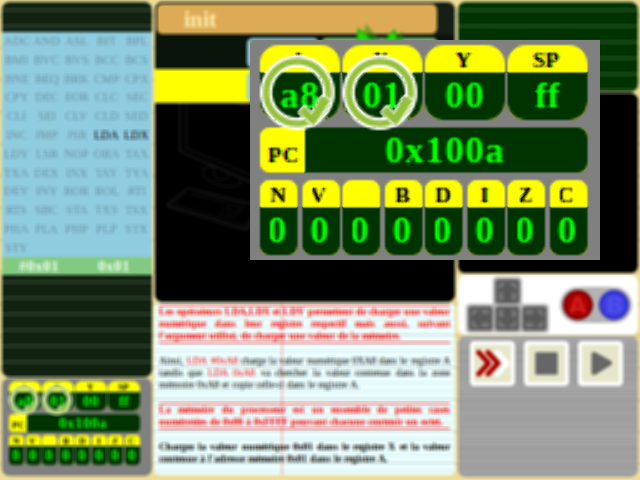 init
ADC AND ASL BIT BPL
BMI BVC BVS BCC BCS
BNE BEQ BRK CMP CPX
CPY DEC EOR CLC SEC
CLI SEI CLV CLD SED
INC JMP JSR LDA LDX
LDY LSR NOP ORA TAX
TXA DEX INX TAY TYA
DEY INY ROR ROL RTI
RTS SBC STA TXS TSX
PHA PLA PHP PLP STX
STY
#0x01 0x01
Y SP
a8 01 00 ff
PC 0x100a
N V B D I Z C
0 0 0 0 0 0 0 0
Les opérateurs LDA,LDX et LDY permettent de charger une valeur
numérique dans leur registre respectif mais aussi, suivant
l'argument utilisé, de charger une valeur de la mémoire.
Ainsi, LDA #0xA8 charge la valeur numérique 0XA8 dans le registre A
tandis que LDA 0xA8 va chercher la valeur contenue dans la zone
mémoire 0xA8 et copie celle-ci dans le registre A.
La mémoire du processeur est un ensemble de petites cases
numérotées de 0x00 à 0xFFFF pouvant chacune contenir un octet.
Charger la valeur numérique 0x01 dans le registre X et la valeur
contenue à l'adresse mémoire 0x01 dans le registre A.
Y SP
a8 01 00 ff
PC 0x100a
N V B D I Z C
0 0 0 0 0 0 0 0
A B